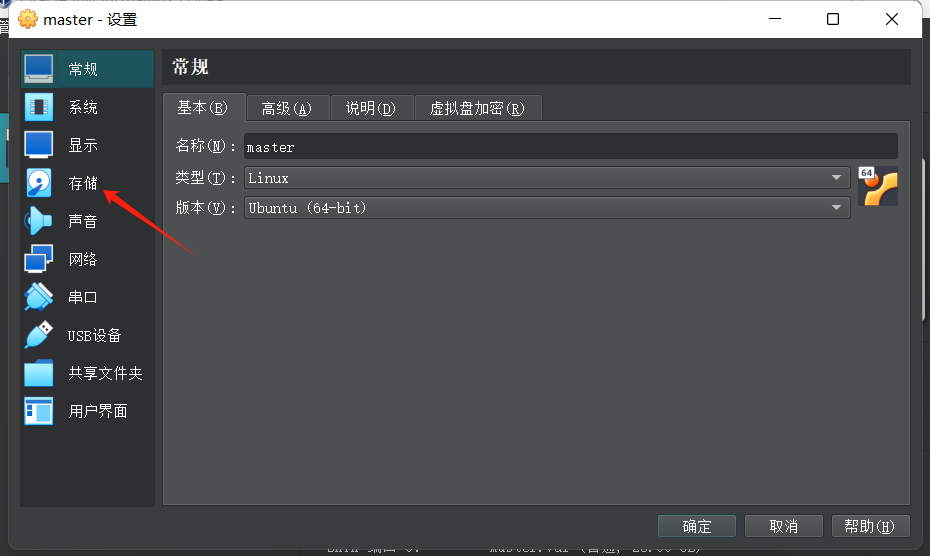 master - 设置
常规
系统
显示
存储
声音
网络
串口
USB设备
共享文件夹
用户界面
常规
基本(B) 高级(A) 说明(D) 虚拟盘加密(R)
名称(N)： master
类型(T)： Linux
64
版本(V)： Ubuntu (64-bit)
确定 取消 帮助(H)